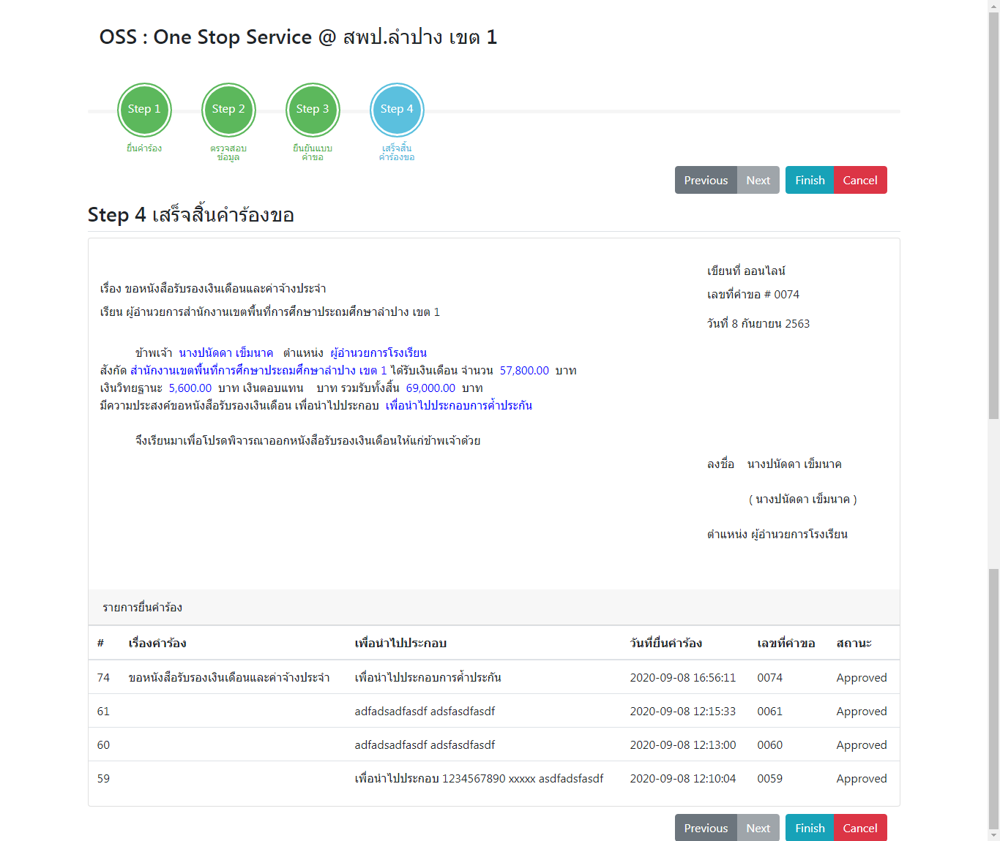 OSS : One Stop Service @ สพป.ลำปาง เขต 1
Step 1
Step 2
Step 3
Step 4
ยื่นคำร้อง
ตรวจสอบ
ข้อมูล
ยืนยันแบบ
คำขอ
เสร็จสิ้น
คำร้องขอ
Previous Next Finish Cancel
Step 4 เสร็จสิ้นคำร้องขอ
เขียนที่ ออนไลน์
เรื่อง ขอหนังสือรับรองเงินเดือนและค่าจ้างประจำ
เลขที่คำขอ # 0074
เรียน ผู้อำนวยการสำนักงานเขตพื้นที่การศึกษาประถมศึกษาลำปาง เขต 1
วันที่ 8 กันยายน 2563
ข้าพเจ้า นางปนัดดา เข็มนาค ตำแหน่ง ผู้อำนวยการโรงเรียน
สังกัด สำนักงานเขตพื้นที่การศึกษาประถมศึกษาลำปาง เขต 1 ได้รับเงินเดือน จำนวน 57,800.00 บาท
เงินวิทยฐานะ 5,600.00 บาท เงินตอบแทน บาท รวมรับทั้งสิ้น 69,000.00 บาท
มีความประสงค์ขอหนังสือรับรองเงินเดือน เพื่อนำไปประกอบ เพื่อนำไปประกอบการค้ำประกัน
จึงเรียนมาเพื่อโปรดพิจารณาออกหนังสือรับรองเงินเดือนให้แก่ข้าพเจ้าด้วย
ลงชื่อ นางปนัดดา เข็มนาค
( นางปนัดดา เข็มนาค )
ตำแหน่ง ผู้อำนวยการโรงเรียน
รายการยื่นคำร้อง
# เรื่องคำร้อง เพื่อนำไปประกอบ วันที่ยื่นคำร้อง เลขที่คำขอ สถานะ
74 ขอหนังสือรับรองเงินเดือนและค่าจ้างประจำ เพื่อนำไปประกอบการค้ำประกัน 2020-09-08 16:56:11 0074 Approved
61 adfadsadfasdf adsfasdfasdf 2020-09-08 12:15:33 0061 Approved
60 adfadsadfasdf adsfasdfasdf 2020-09-08 12:13:00 0060 Approved
59 เพื่อนำไปประกอบ 1234567890 xxxxx asdfadsfasdf 2020-09-08 12:10:04 0059 Approved
Previous Next Finish Cancel